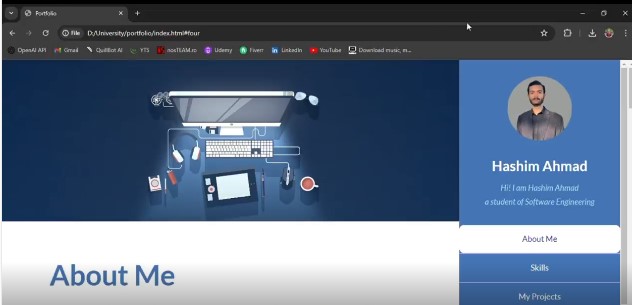 Portfolio
File D:/University/portfolio/index.html#four
OpenAI API Gmail QuillBot AI YTS noxTEAM.ro Udemy Fiverr LinkedIn YouTube Download music, m...
Hashim Ahmad
Hi! I am Hashim Ahmad
a student of Software Engineering
About Me
Skills
My Projects
About Me